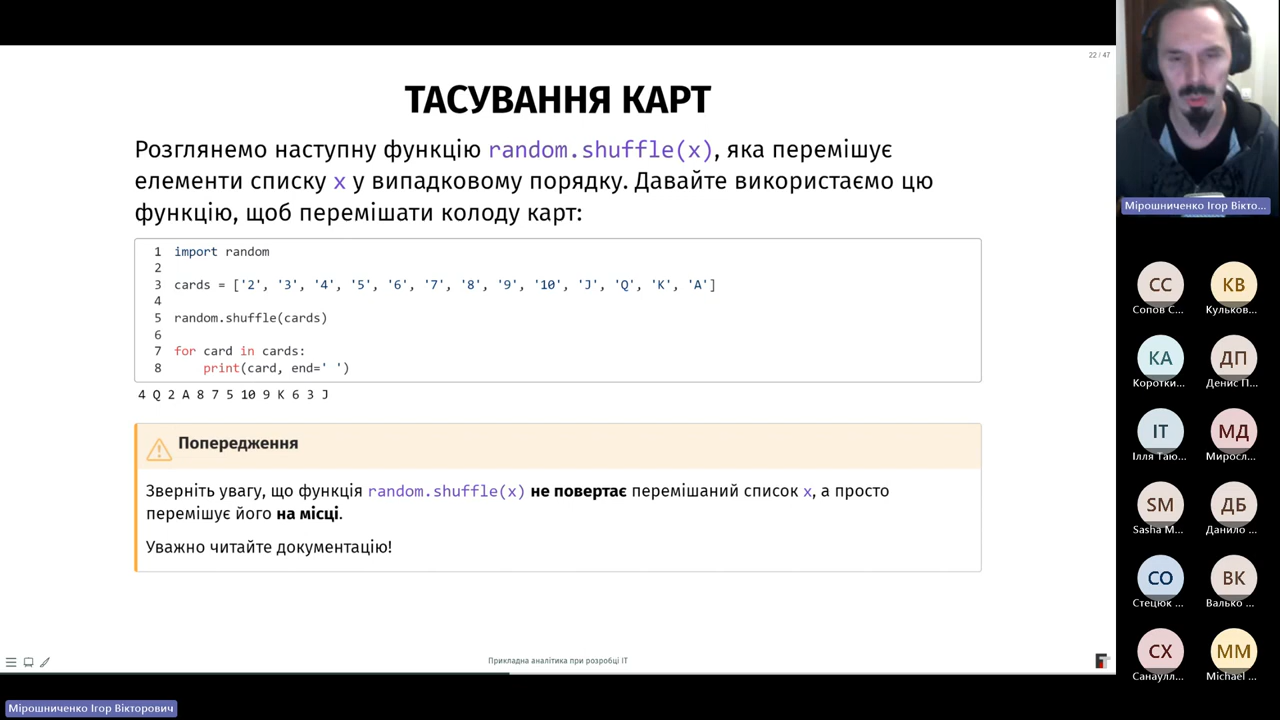 22 / 47
ТАСУВАННЯ КАРТ
Розглянемо наступну функцію random.shuffle(x), яка перемішує
елементи списку x у випадковому порядку. Давайте використаємо цю
функцію, щоб перемішати колоду карт:
1 import random
2
3 cards = ['2', '3', '4', '5', '6', '7', '8', '9', '10', 'J', 'Q', 'K', 'A']
4
5 random.shuffle(cards)
6
7 for card in cards:
8 print(card, end=' ')
4 Q 2 A 8 7 5 10 9 K 6 3 J
Попередження
Зверніть увагу, що функція random.shuffle(x) не повертає перемішаний список x, а просто
перемішує його на місці.
Уважно читайте документацію!
Прикладна аналітика при розробці IT
Мірошниченко Ігор Вікторович
Мірошниченко Ігор Вікто...
СС КВ
Сопов С... Кульков...
КА ДП
Коротки... Денис П...
ІТ МД
Ілля Таю... Миросл...
SM ДБ
Sasha M... Данило ...
СО ВК
Стецюк ... Валько ...
СХ ММ
Санаулл... Michael ...